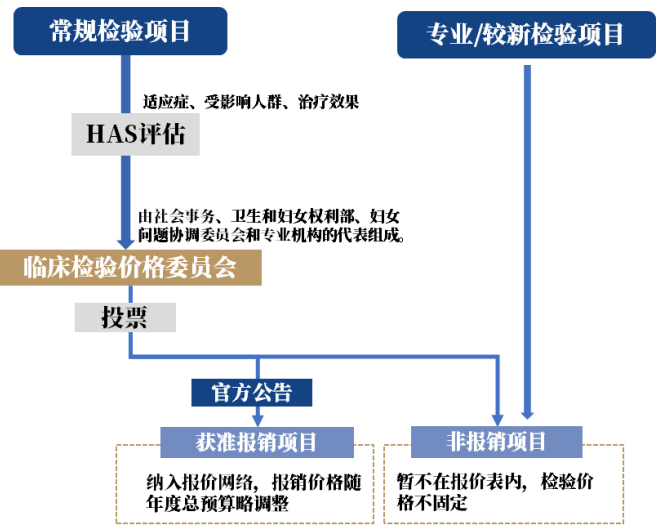 常规检验项目
专业/较新检验项目
适应症、受影响人群、治疗效果
HAS评估
由社会事务、卫生和妇女权利部、妇女
问题协调委员会和专业机构的代表组成。
临床检验价格委员会
投票
官方公告
获准报销项目
非报销项目
纳入报价网络，报销价格随
年度总预算略调整
暂不在报价表内，检验价
格不固定